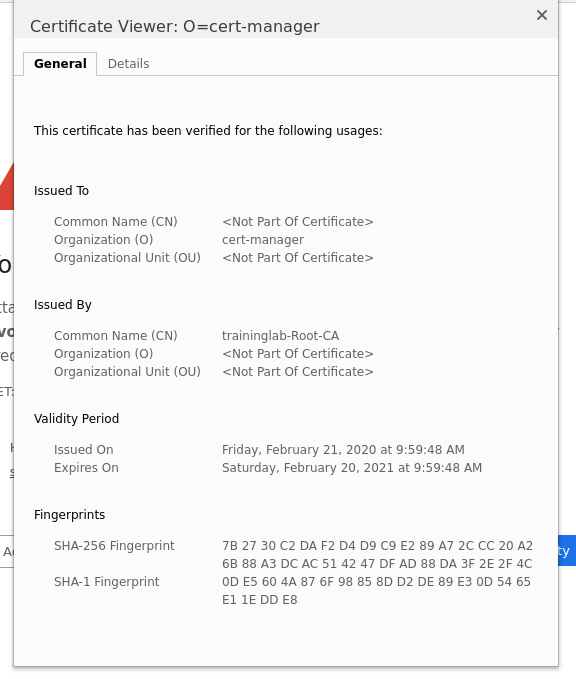 Certificate Viewer: O=cert-manager
General Details
This certificate has been verified for the following usages:
Issued To
Common Name (CN) <Not Part Of Certificate>
Organization (O) cert-manager
Organizational Unit (OU) <Not Part Of Certificate>
Issued By
Common Name (CN) traininglab-Root-CA
Organization (O) <Not Part Of Certificate>
Organizational Unit (OU) <Not Part Of Certificate>
Validity Period
Issued On Friday, February 21, 2020 at 9:59:48 AM
Expires On Saturday, February 20, 2021 at 9:59:48 AM
Fingerprints
SHA-256 Fingerprint 7B 27 30 C2 DA F2 D4 D9 C9 E2 89 A7 2C CC 20 A2
6B 88 A3 DC AC 51 42 47 DF AD 88 DA 3F 2E 2F 4C
SHA-1 Fingerprint 0D E5 60 4A 87 6F 98 85 8D D2 DE 89 E3 0D 54 65
E1 1E DD E8